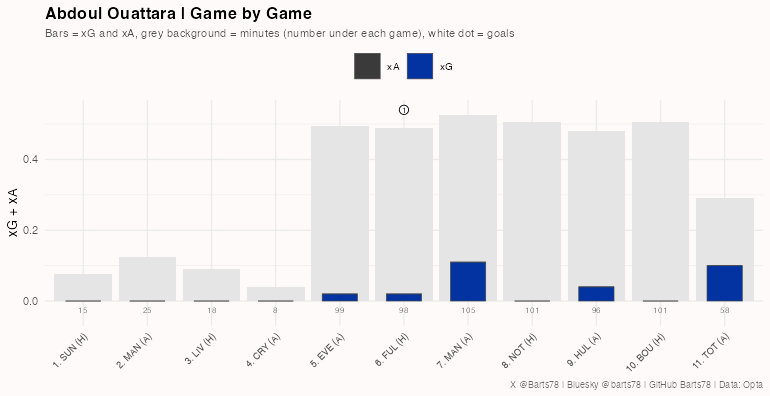 Abdoul Ouattara | Game by Game
Bars = xG and xA, grey background = minutes (number under each game), white dot = goals
xA xG
1
xG + xA
0.4
0.2
0.0
15 25 18 8 99 98 105 101 96 101 58
1. SUN (H) 2. MAN (A) 3. LIV (H) 4. CRY (A) 5. EVE (A) 6. FUL (H) 7. MAN (A) 8. NOT (H) 9. HUL (A) 10. BOU (H) 11. TOT (A)
X @Barts78 | Bluesky @barts78 | GitHub Barts78 | Data: Opta